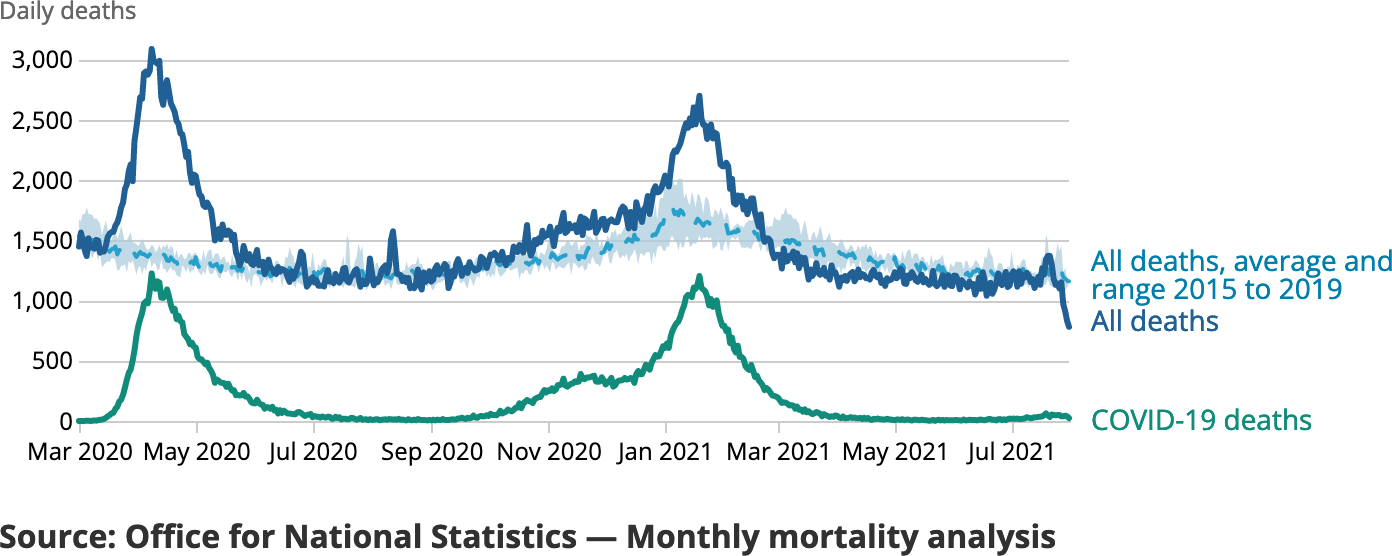 Daily deaths
3,000
2,500
2,000
1,500
1,000
500
0
Mar 2020 May 2020 Jul 2020 Sep 2020 Nov 2020 Jan 2021 Mar 2021 May 2021 Jul 2021
All deaths, average and
range 2015 to 2019
All deaths
COVID-19 deaths
Source: Office for National Statistics — Monthly mortality analysis